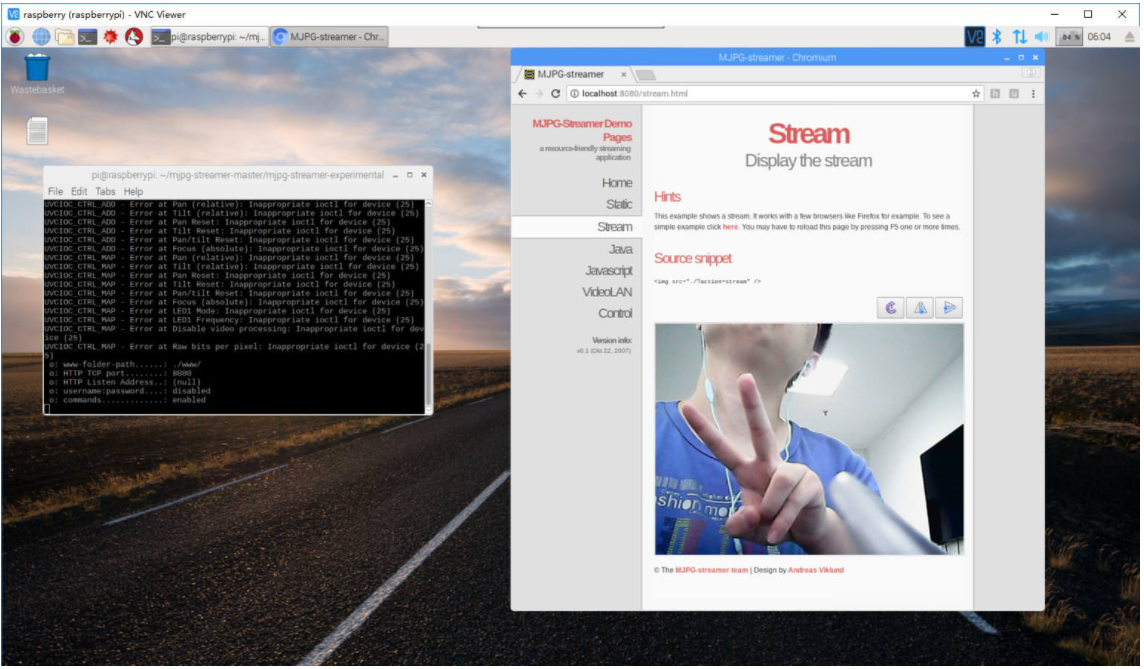 raspberry (raspberrypi) - VNC Viewer
pi@raspberrypi: ~/mj...
MJPG-streamer - Chr...
84 %
06:04
Wastebasket
pi@raspberrypi: ~/mjpg-streamer-master/mjpg-streamer-experimental
File Edit Tabs Help
UVCIOC_CTRL_ADD - Error at Pan (relative): Inappropriate ioctl for device (25)
UVCIOC_CTRL_ADD - Error at Tilt (relative): Inappropriate ioctl for device (25)
UVCIOC_CTRL_ADD - Error at Pan Reset: Inappropriate ioctl for device (25)
UVCIOC_CTRL_ADD - Error at Tilt Reset: Inappropriate ioctl for device (25)
UVCIOC_CTRL_ADD - Error at Pan/tilt Reset: Inappropriate ioctl for device (25)
UVCIOC_CTRL_ADD - Error at Focus (absolute): Inappropriate ioctl for device (25)
UVCIOC_CTRL_MAP - Error at Pan (relative): Inappropriate ioctl for device (25)
UVCIOC_CTRL_MAP - Error at Tilt (relative): Inappropriate ioctl for device (25)
UVCIOC_CTRL_MAP - Error at Pan Reset: Inappropriate ioctl for device (25)
UVCIOC_CTRL_MAP - Error at Tilt Reset: Inappropriate ioctl for device (25)
UVCIOC_CTRL_MAP - Error at Pan/tilt Reset: Inappropriate ioctl for device (25)
UVCIOC_CTRL_MAP - Error at Focus (absolute): Inappropriate ioctl for device (25)
UVCIOC_CTRL_MAP - Error at LED1 Mode: Inappropriate ioctl for device (25)
UVCIOC_CTRL_MAP - Error at LED1 Frequency: Inappropriate ioctl for device (25)
UVCIOC_CTRL_MAP - Error at Disable video processing: Inappropriate ioctl for dev
ice (25)
UVCIOC_CTRL_MAP - Error at Raw bits per pixel: Inappropriate ioctl for device (2
5)
o: www-folder-path......: ./www/
o: HTTP TCP port........: 8080
o: HTTP Listen Address..: (null)
o: username:password....: disabled
o: commands.............: enabled
MJPG-streamer - Chromium
MJPG-streamer
localhost:8080/stream.html
MJPG-Streamer Demo
Pages
a resource-friendly streaming
application
Home
Static
Stream
Java
Javascript
VideoLAN
Control
Version info:
v0.1 (Okt 22, 2007)
Stream
Display the stream
Hints
This example shows a stream. It works with a few browsers like Firefox for example. To see a
simple example click here. You may have to reload this page by pressing F5 one or more times.
Source snippet
<img src="./?action=stream" />
shion mor
© The MJPG-streamer team | Design by Andreas Viklund